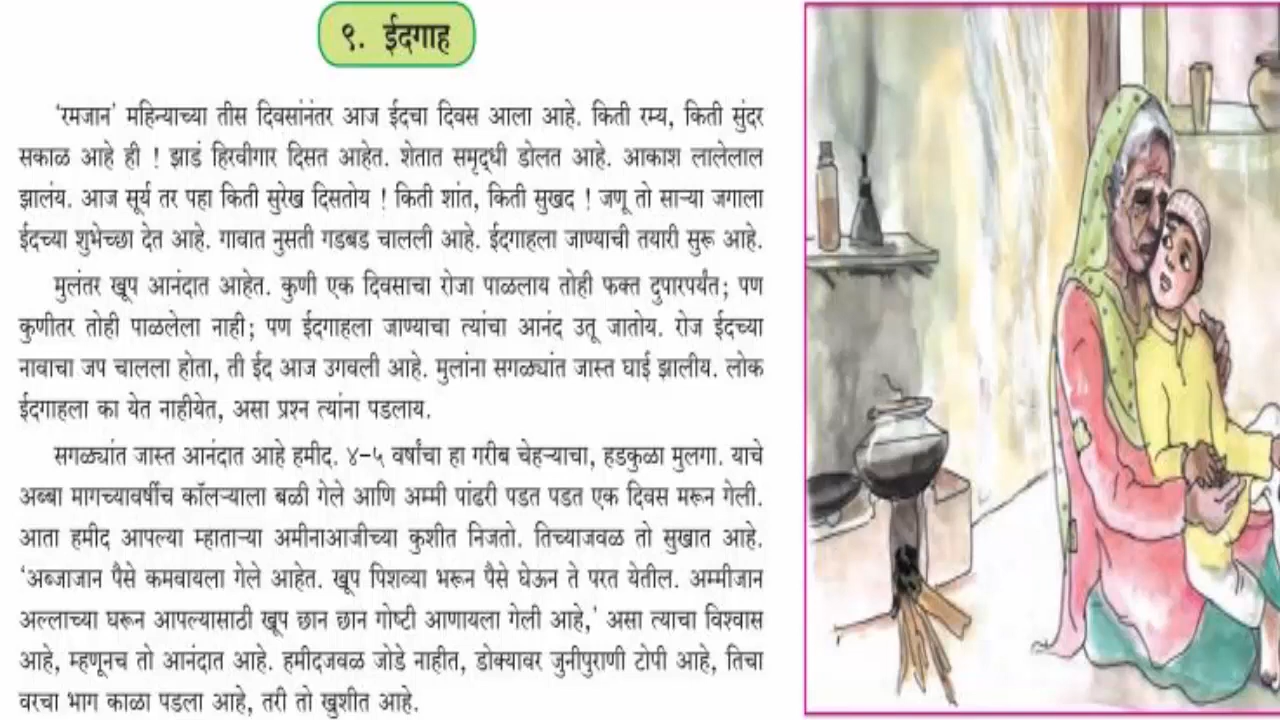 ९. ईदगाह
'रमजान' महिन्याच्या तीस दिवसांनंतर आज ईदचा दिवस आला आहे. किती रम्य, किती सुंदर
सकाळ आहे ही ! झाडं हिरवीगार दिसत आहेत. शेतात समृद्धी डोलत आहे. आकाश लालेलाल
झालंय. आज सूर्य तर पहा किती सुरेख दिसतोय ! किती शांत, किती सुखद ! जणू तो साऱ्या जगाला
ईदच्या शुभेच्छा देत आहे. गावात नुसती गडबड चालली आहे. ईदगाहला जाण्याची तयारी सुरू आहे.
मुलंतर खूप आनंदात आहेत. कुणी एक दिवसाचा रोजा पाळलाय तोही फक्त दुपारपर्यंत; पण
कुणीतर तोही पाळलेला नाही; पण ईदगाहला जाण्याचा त्यांचा आनंद उतू जातोय. रोज ईदच्या
नावाचा जप चालला होता, ती ईद आज उगवली आहे. मुलांना सगळ्यांत जास्त घाई झालीय. लोक
ईदगाहला का येत नाहीयेत, असा प्रश्न त्यांना पडलाय.
सगळ्यांत जास्त आनंदात आहे हमीद. ४-५ वर्षांचा हा गरीब चेहऱ्याचा, हडकुळा मुलगा. याचे
अब्बा मागच्यावर्षीच कॉलऱ्याला बळी गेले आणि अम्मी पांढरी पडत पडत एक दिवस मरून गेली.
आता हमीद आपल्या म्हाताऱ्या अमीनाआजीच्या कुशीत निजतो. तिच्याजवळ तो सुखात आहे.
'अब्जाजान पैसे कमवायला गेले आहेत. खूप पिशव्या भरून पैसे घेऊन ते परत येतील. अम्मीजान
अल्लाच्या घरून आपल्यासाठी खूप छान छान गोष्टी आणायला गेली आहे,' असा त्याचा विश्वास
आहे, म्हणूनच तो आनंदात आहे. हमीदजवळ जोडे नाहीत, डोक्यावर जुनीपुराणी टोपी आहे, तिचा
वरचा भाग काळा पडला आहे, तरी तो खुशीत आहे.